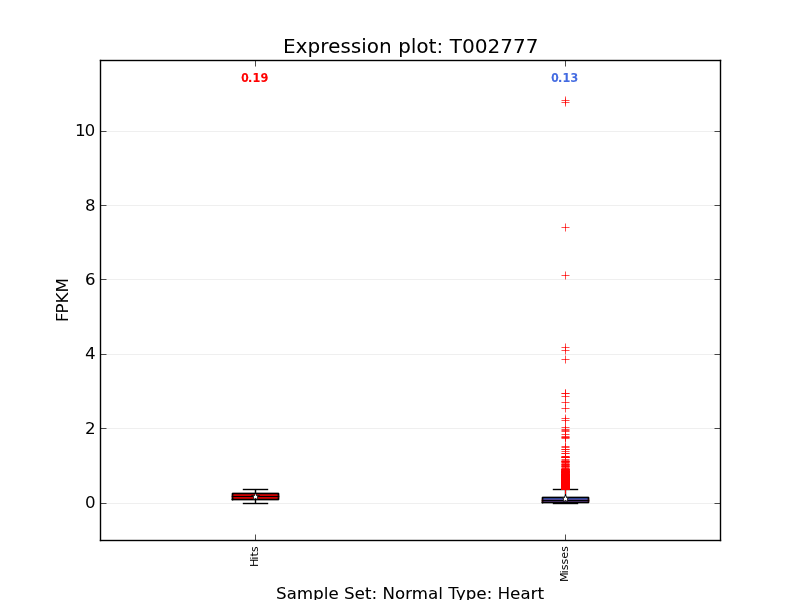 Expression plot: T002777
0.19
0.13
10
8
6
4
2
0
FPKM
Hits
Misses
Sample Set: Normal Type: Heart